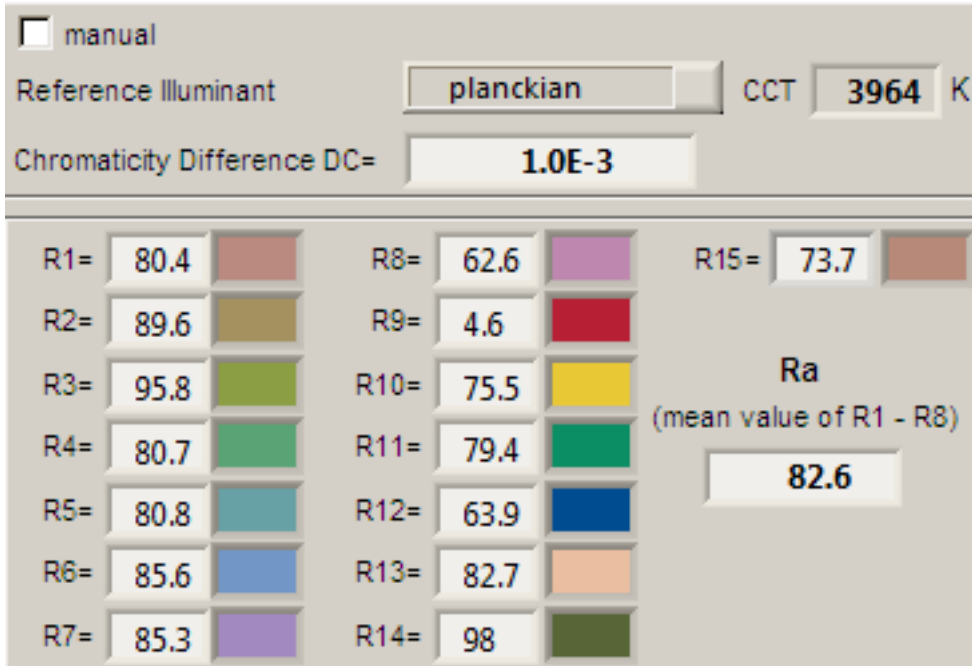 manual
Reference Illuminant planckian CCT 3964 K
Chromaticity Difference DC= 1.0E-3
R1= 80.4 R8= 62.6 R15= 73.7
R2= 89.6 R9= 4.6
R3= 95.8 R10= 75.5 Ra
R4= 80.7 R11= 79.4 (mean value of R1 - R8)
R5= 80.8 R12= 63.9 82.6
R6= 85.6 R13= 82.7
R7= 85.3 R14= 98